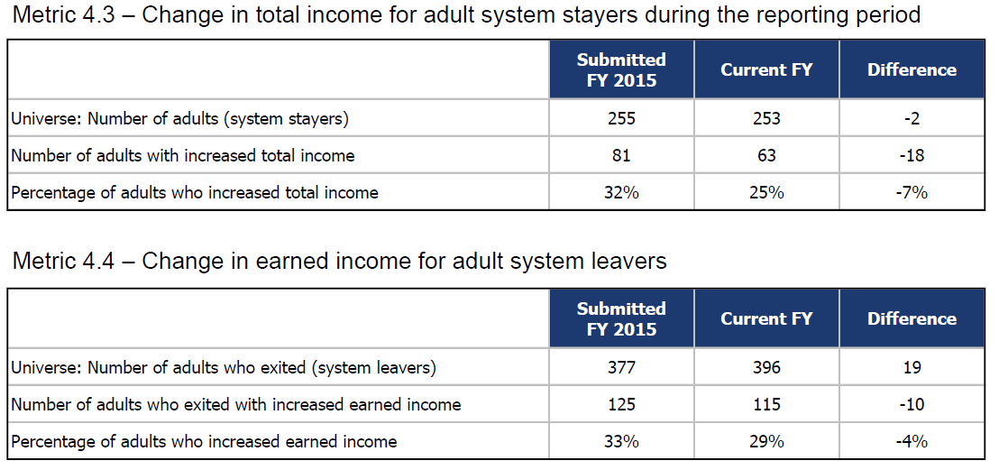 Metric 4.3 – Change in total income for adult system stayers during the reporting period
Submitted FY 2015 Current FY Difference
Universe: Number of adults (system stayers) 255 253 -2
Number of adults with increased total income 81 63 -18
Percentage of adults who increased total income 32% 25% -7%
Metric 4.4 – Change in earned income for adult system leavers
Submitted FY 2015 Current FY Difference
Universe: Number of adults who exited (system leavers) 377 396 19
Number of adults who exited with increased earned income 125 115 -10
Percentage of adults who increased earned income 33% 29% -4%